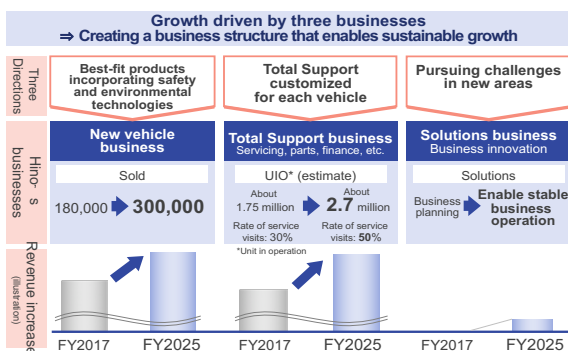 Growth driven by three businesses
⇒ Creating a business structure that enables sustainable growth
Three
Directions
Best-fit products
incorporating safety
and environmental
technologies
Total Support
customized
for each vehicle
Pursuing challenges
in new areas
Hino- s
businesses
New vehicle
business
Sold
180,000 300,000
Total Support business
Servicing, parts, finance, etc.
UIO* (estimate)
About
1.75 million
About
2.7 million
Rate of service
visits: 30%
Rate of service
visits: 50%
*Unit in operation
Solutions business
Business innovation
Solutions
Business
planning
Enable stable
business
operation
Revenue increase
(illustration)
FY2017 FY2025 FY2017 FY2025 FY2017 FY2025